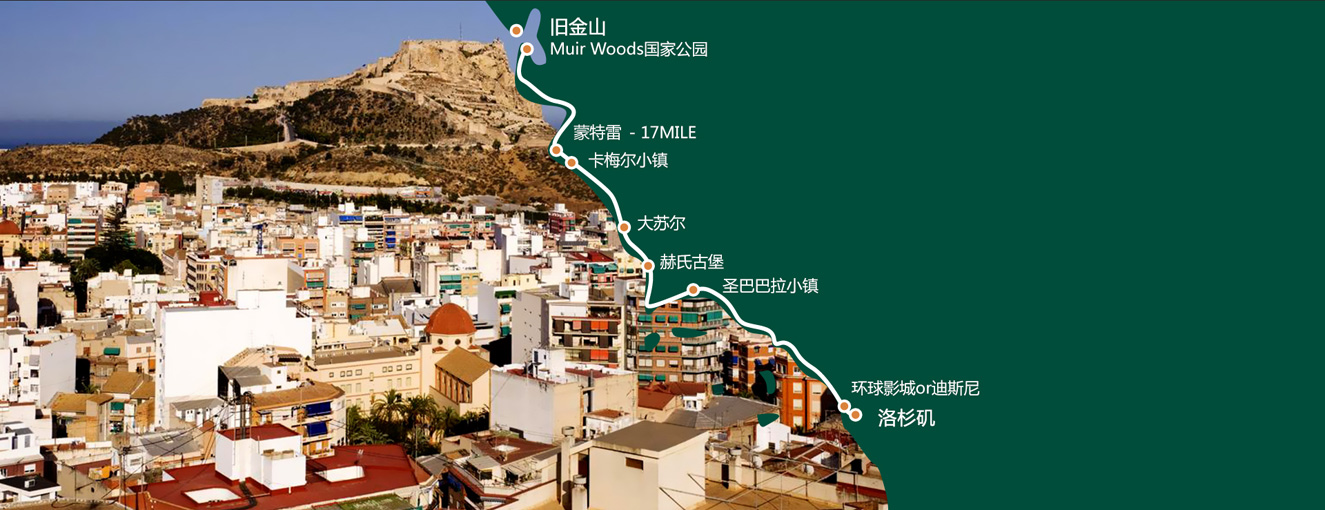 旧金山
Muir Woods国家公园
蒙特雷 - 17MILE
卡梅尔小镇
大苏尔
赫氏古堡
圣巴巴拉小镇
环球影城or迪斯尼
洛杉矶